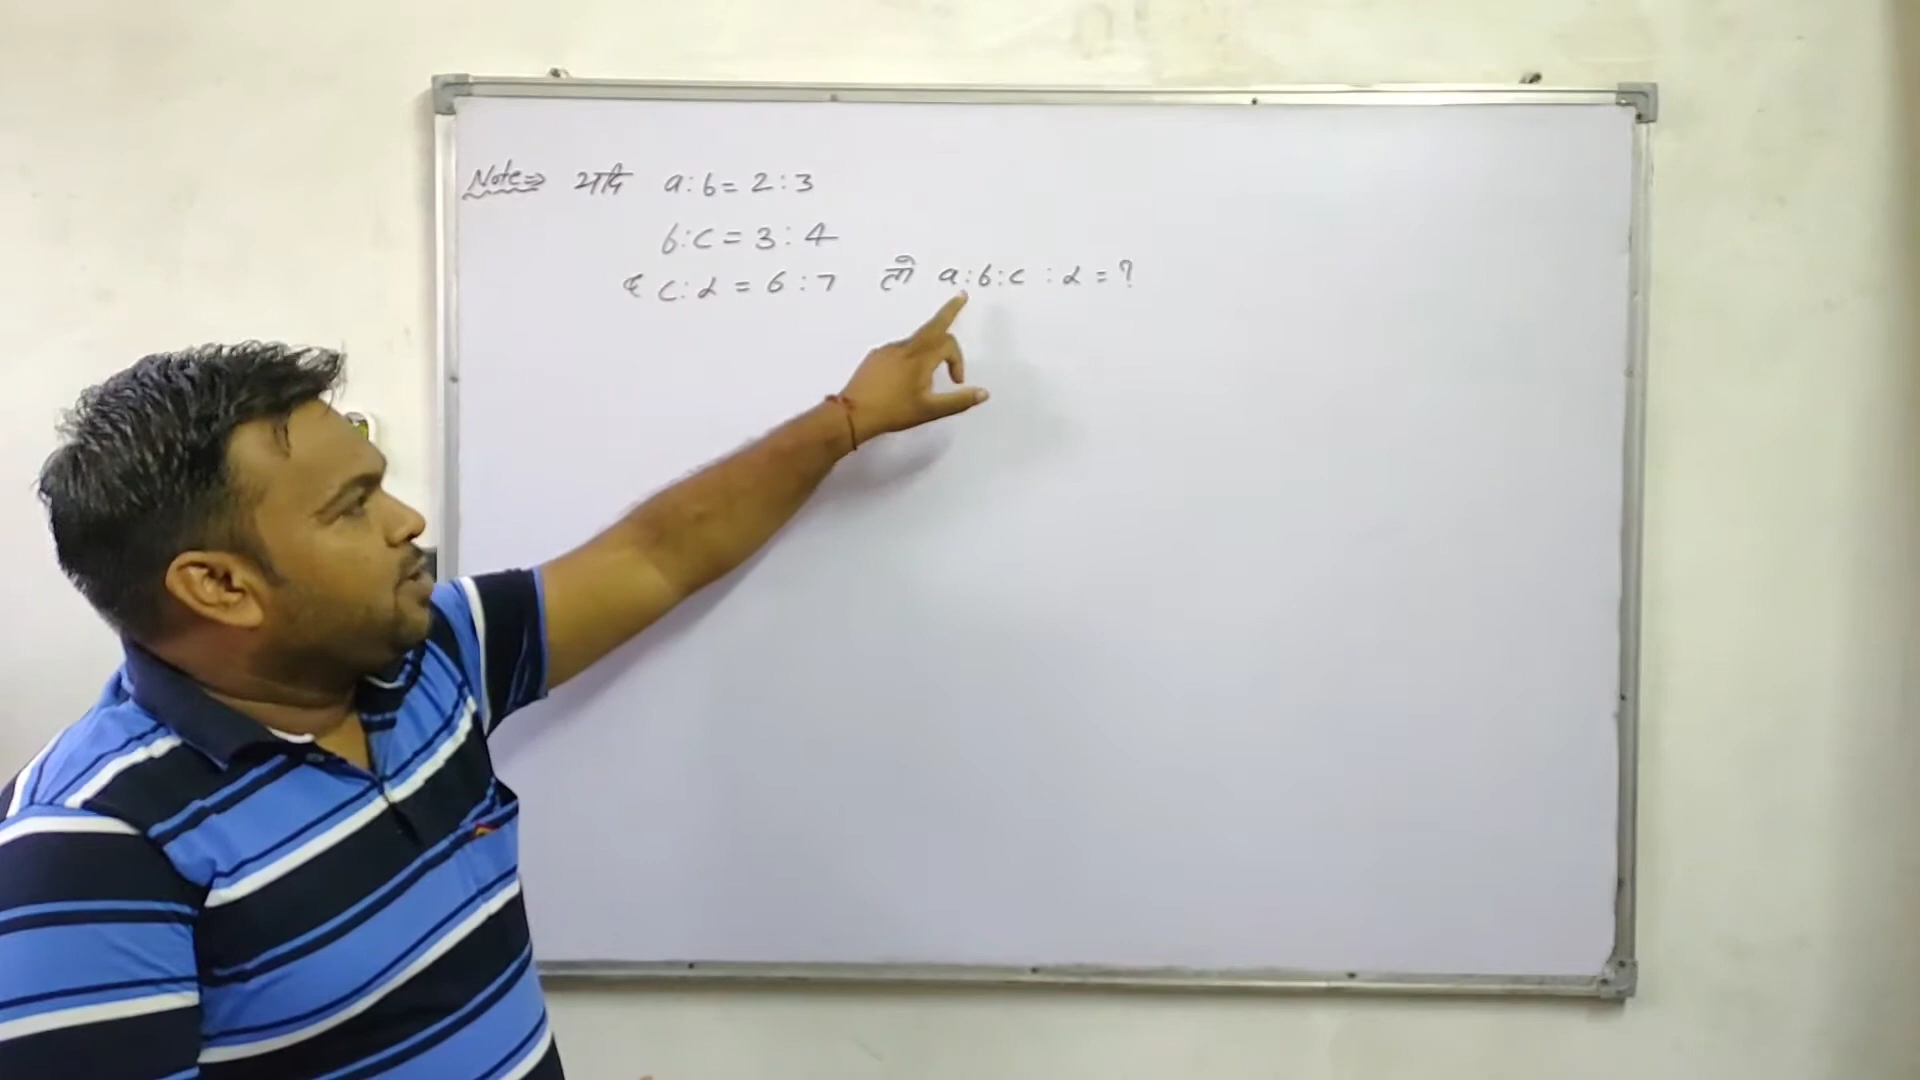 Note⇒ यदि a:b = 2:3
b:c = 3:4
& c:d = 6:7 तो a:b:c:d = ?